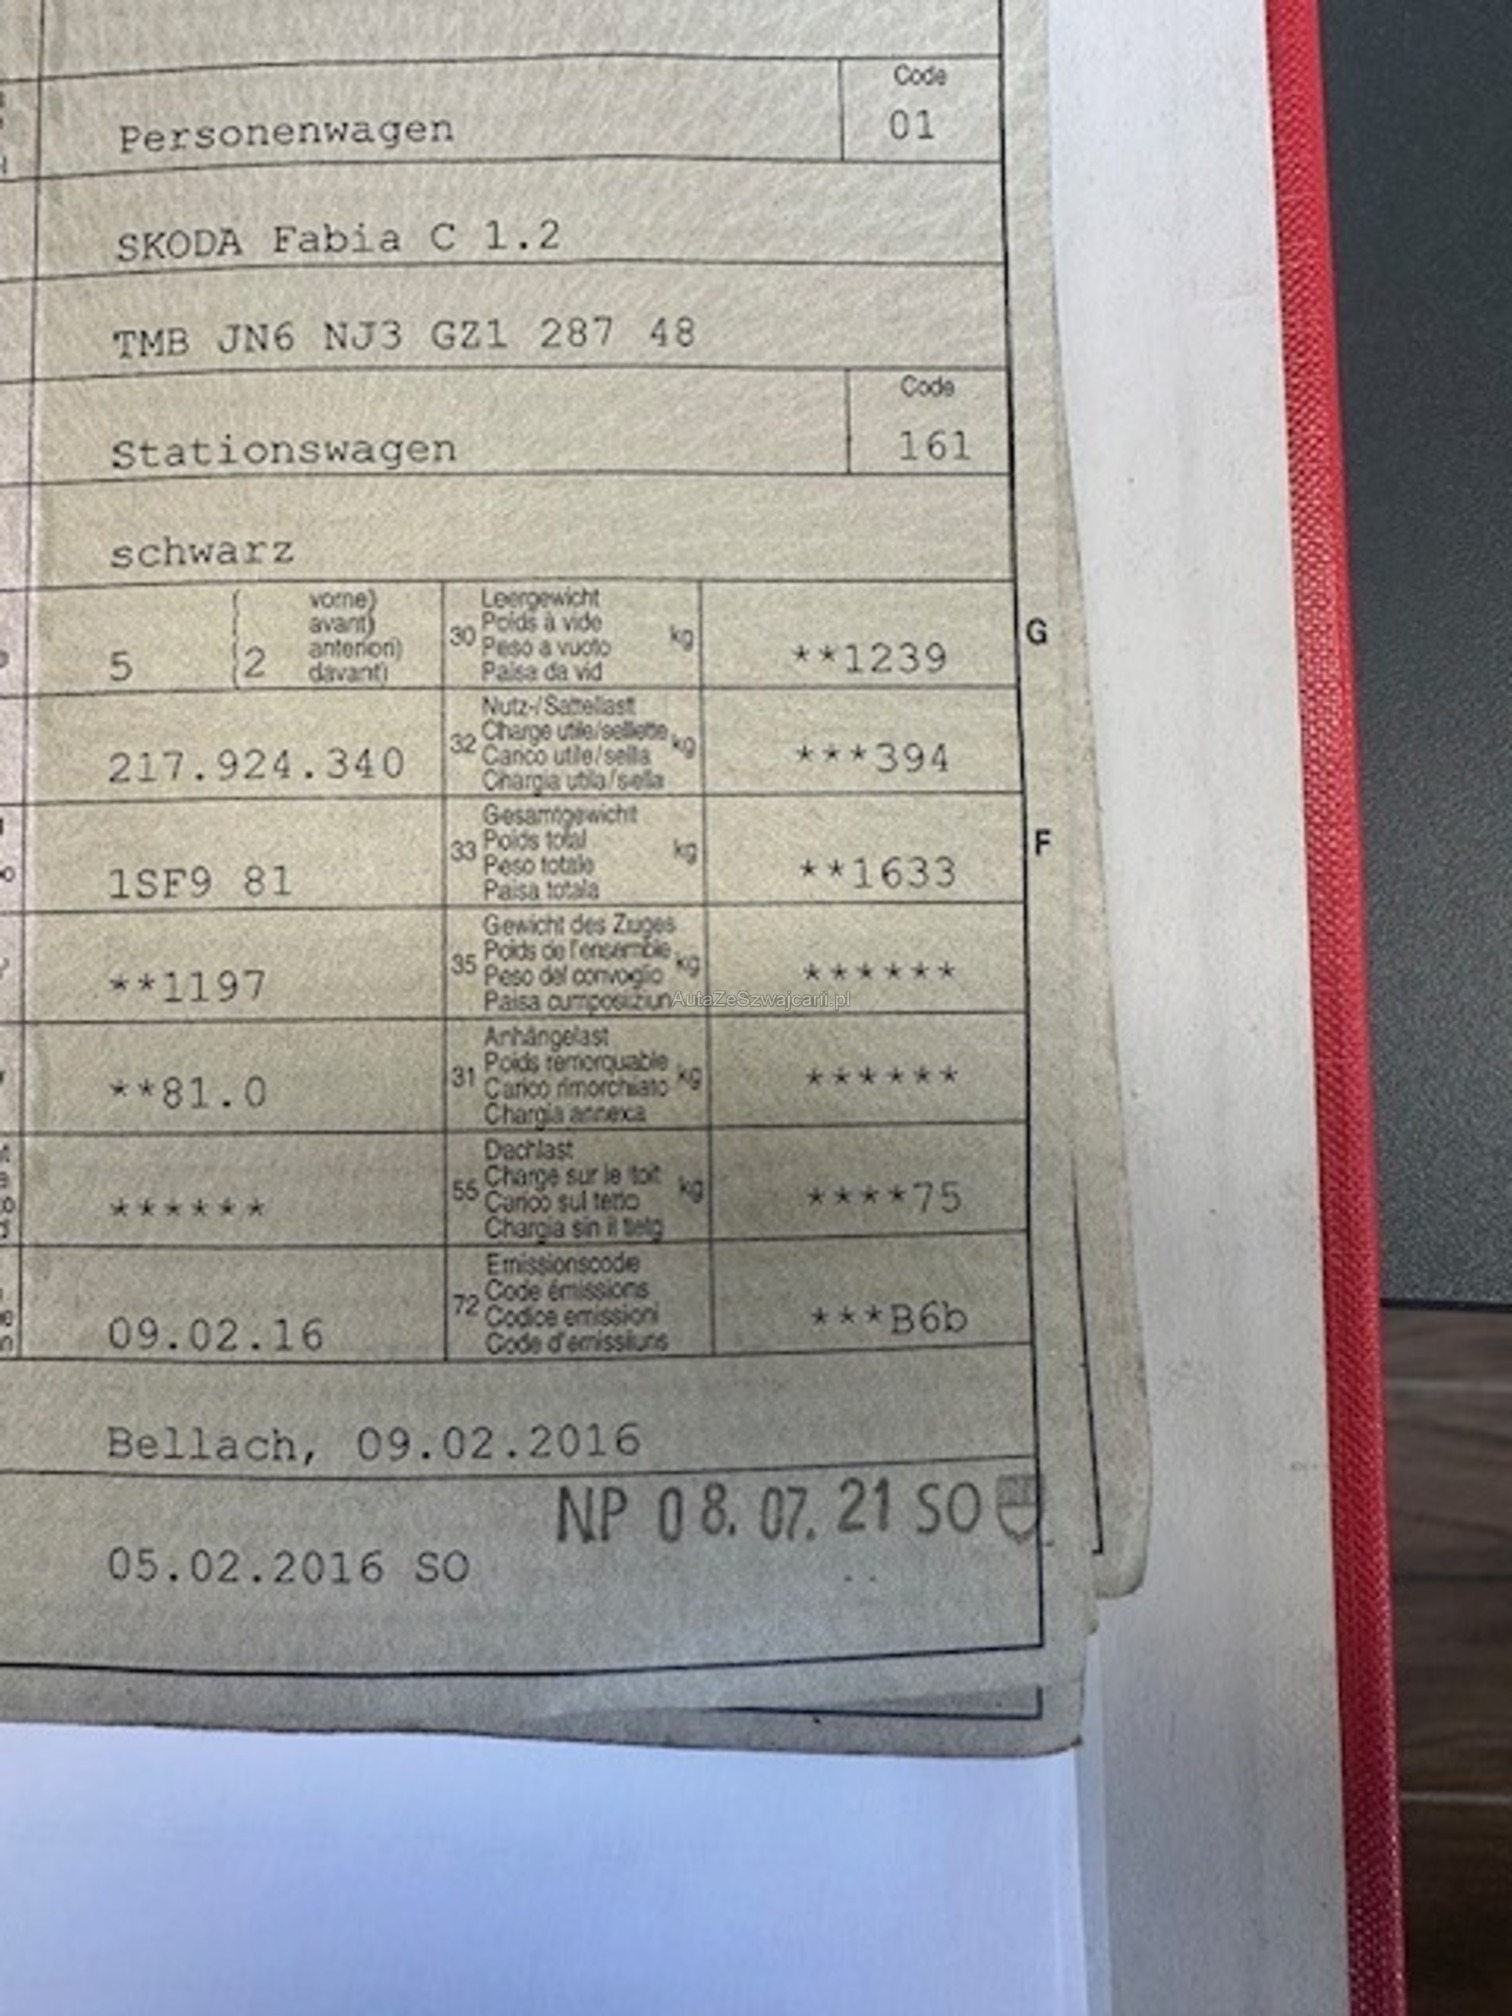 Code
Personenwagen 01
SKODA Fabia C 1.2
TMB JN6 NJ3 GZ1 287 48
Code
Stationswagen 161
schwarz
5 (2 vorne)
avant)
anteriori)
davant)
30 Leergewicht
Poids à vide
Peso a vuoto
Paisa da vid
kg
**1239
G
217.924.340
32 Nutz-/Sattellast
Charge utile/sellette
Carico utile/sella
Chargia utila/sella
kg
***394
1SF9 81
33 Gesamtgewicht
Poids total
Peso totale
Paisa totala
kg
**1633
F
**1197
35 Gewicht des Zuges
Poids de l'ensemble
Peso del convoglio
Paisa cumposiziun
kg
******
AutaZeSzwajcarii.pl
**81.0
31 Anhängelast
Poids remorquable
Carico rimorchiato
Chargia annexa
kg
******
******
55 Dachlast
Charge sur le toit
Carico sul tetto
Chargia sin il tetg
kg
****75
09.02.16
72 Emissionscode
Code émissions
Codice emissioni
Code d'emissiuns
***B6b
Bellach, 09.02.2016
NP 08.07.21 SO
05.02.2016 SO